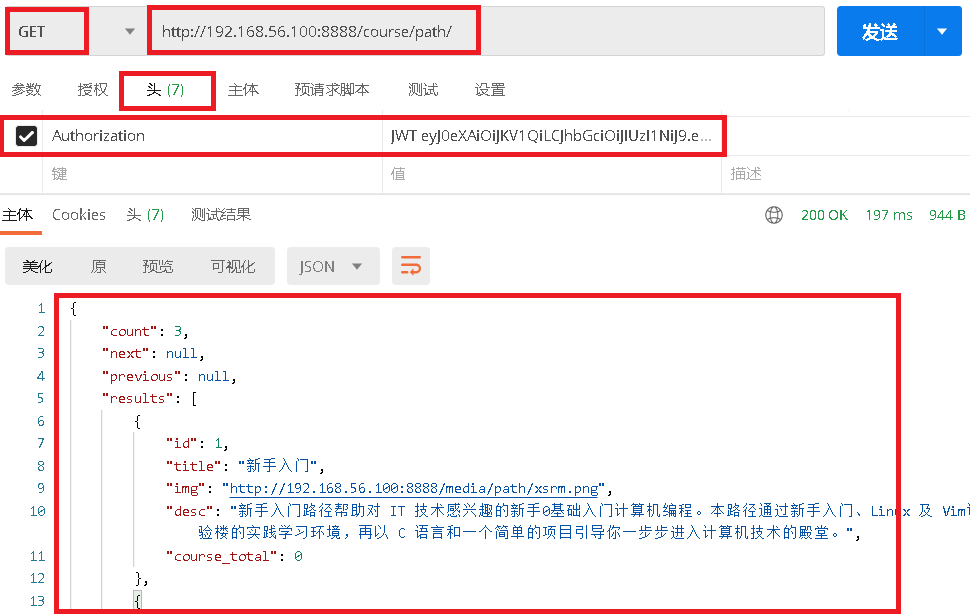 GET http://192.168.56.100:8888/course/path/ 发送
参数 授权 头 (7) 主体 预请求脚本 测试 设置
Authorization JWT eyJ0eXAiOiJKV1QiLCJhbGciOiJIUzI1NiJ9.e...
键 值 描述
主体 Cookies 头 (7) 测试结果 200 OK 197 ms 944 B
美化 原 预览 可视化 JSON
1 {
2 "count": 3,
3 "next": null,
4 "previous": null,
5 "results": [
6 {
7 "id": 1,
8 "title": "新手入门",
9 "img": "http://192.168.56.100:8888/media/path/xsrm.png",
10 "desc": "新手入门路径帮助对 IT 技术感兴趣的新手0基础入门计算机编程。本路径通过新手入门、Linux 及 Vim
验楼的实践学习环境，再以 C 语言和一个简单的项目引导你一步步进入计算机技术的殿堂。",
11 "course_total": 0
12 },
13 {